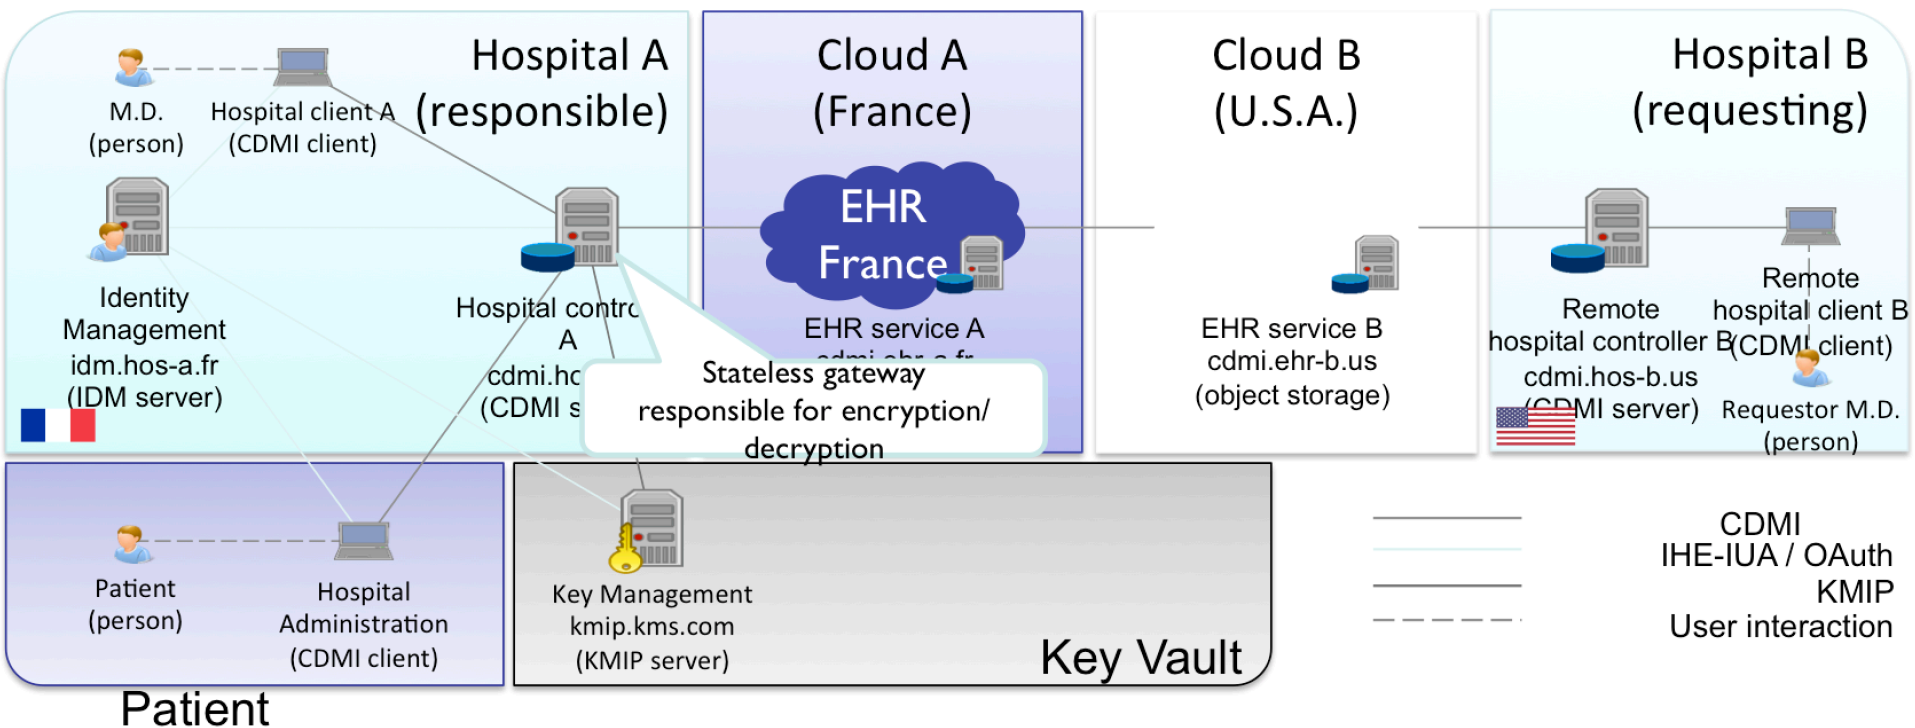 Hospital A
(responsible)
M.D.
(person)
Hospital client A
(CDMI client)
Identity
Management
idm.hos-a.fr
(IDM server)
Hospital contro
A
cdmi.ho
(CDMI s
Cloud A
(France)
EHR
France
EHR service A
cdmi.ehr-a.fr
Stateless gateway
responsible for encryption/
decryption
Cloud B
(U.S.A.)
EHR service B
cdmi.ehr-b.us
(object storage)
Hospital B
(requesting)
Remote
hospital controller B
cdmi.hos-b.us
(CDMI server)
Remote
hospital client B
(CDMI client)
Requestor M.D.
(person)
Patient
(person)
Hospital
Administration
(CDMI client)
Patient
Key Management
kmip.kms.com
(KMIP server)
Key Vault
CDMI
IHE-IUA / OAuth
KMIP
User interaction